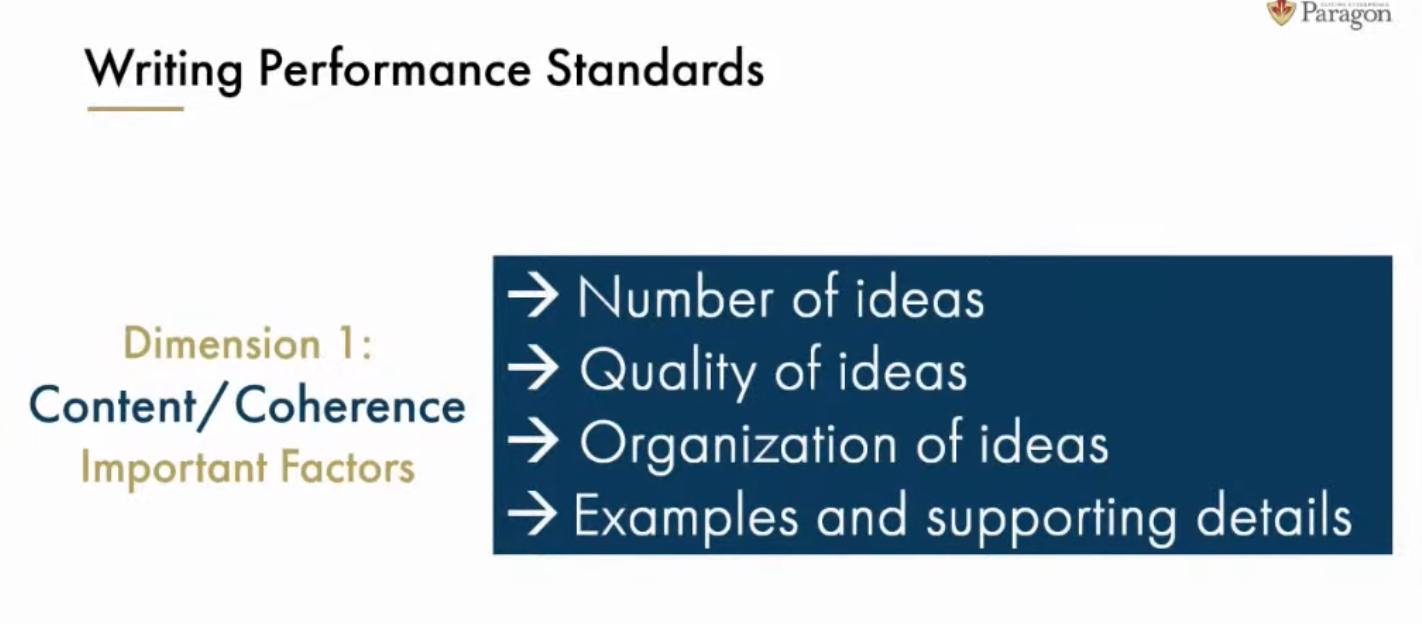 Paragon
Writing Performance Standards
Dimension 1:
Content/Coherence
Important Factors
→ Number of ideas
→ Quality of ideas
→ Organization of ideas
→ Examples and supporting details